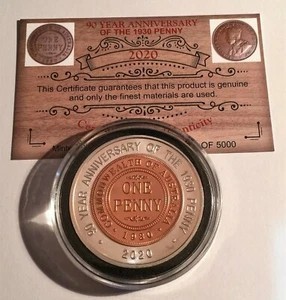 90 YEAR ANNIVERSARY
OF THE 1930 PENNY
2020
This Certificate guarantees that this product is genuine
and only the finest materials are used.
OF 5000
90 YEAR ANNIVERSARY OF THE 1930 PENNY
COMMONWEALTH OF AUSTRALIA
ONE
PENNY
1930
2020